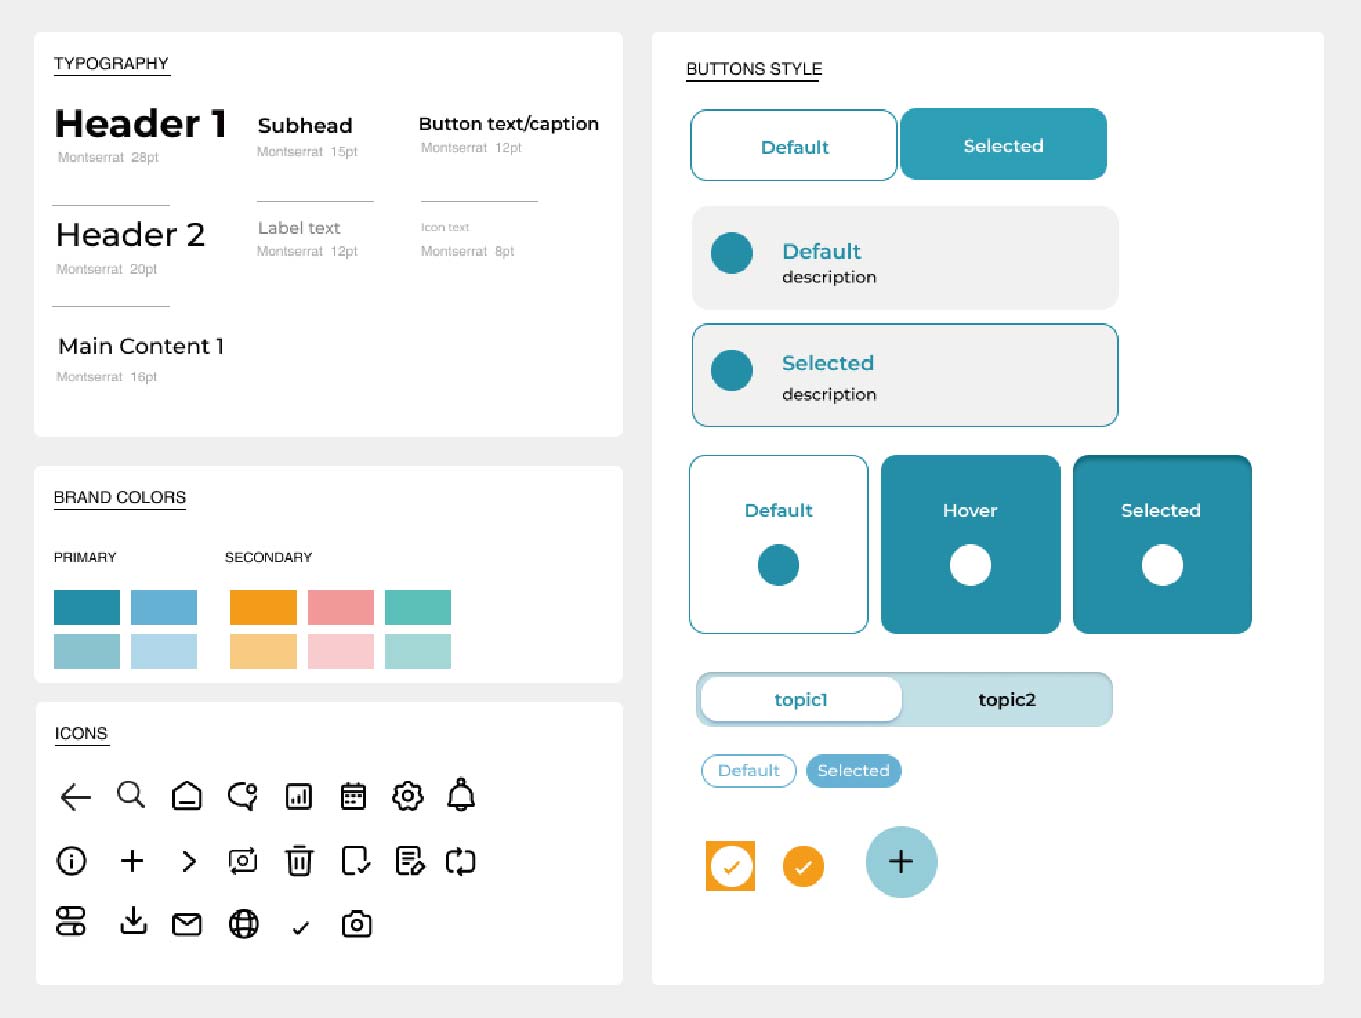 TYPOGRAPHY
Header 1
Montserrat 28pt
Subhead
Montserrat 15pt
Button text/caption
Montserrat 12pt
Header 2
Montserrat 20pt
Label text
Montserrat 12pt
Icon text
Montserrat 8pt
Main Content 1
Montserrat 16pt
BRAND COLORS
PRIMARY
SECONDARY
ICONS
BUTTONS STYLE
Default
Selected
Default
description
Selected
description
Default
Hover
Selected
topic1
topic2
Default
Selected